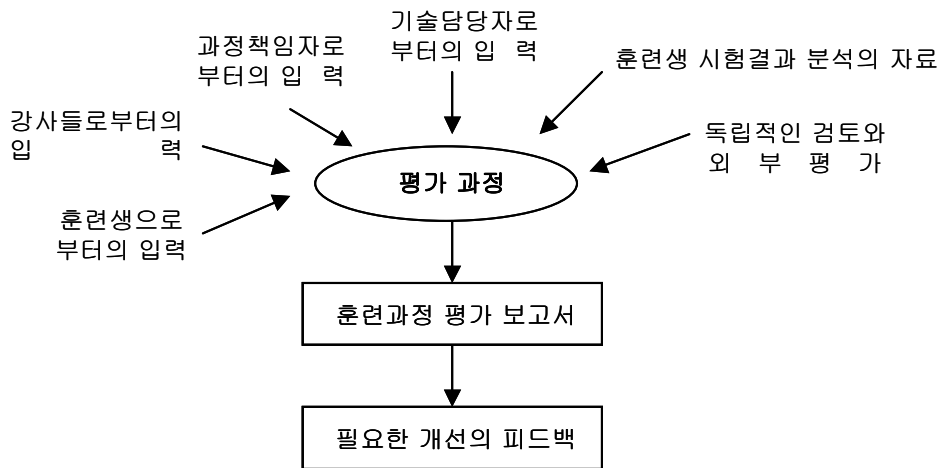 기술담당자로
부터의 입 력
과정책임자로
부터의 입 력
훈련생 시험결과 분석의 자료
강사들로부터의
입 력
독립적인 검토와
외 부 평 가
평가 과정
훈련생으로
부터의 입력
훈련과정 평가 보고서
필요한 개선의 피드백